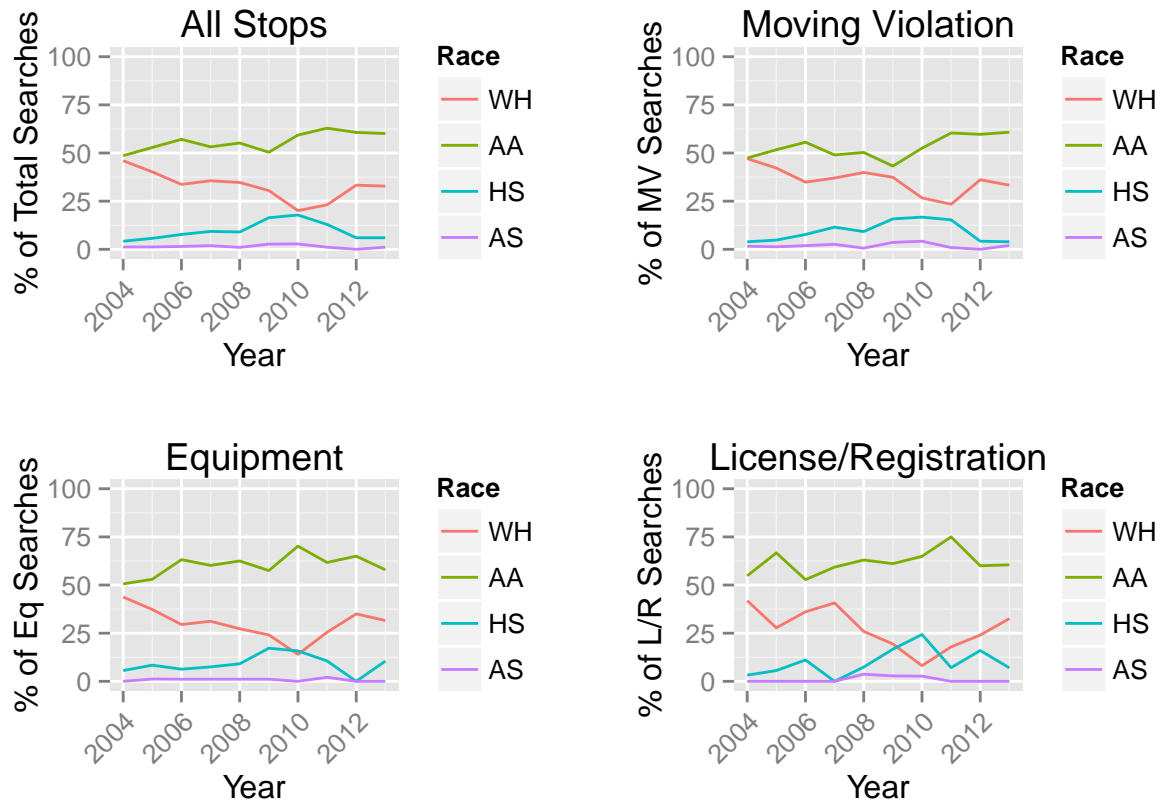 All Stops
% of Total Searches
100
75
50
25
0
2004
2006
2008
2010
2012
Year
Race
WH
AA
HS
AS
Moving Violation
% of MV Searches
100
75
50
25
0
2004
2006
2008
2010
2012
Year
Race
WH
AA
HS
AS
Equipment
% of Eq Searches
100
75
50
25
0
2004
2006
2008
2010
2012
Year
Race
WH
AA
HS
AS
License/Registration
% of L/R Searches
100
75
50
25
0
2004
2006
2008
2010
2012
Year
Race
WH
AA
HS
AS